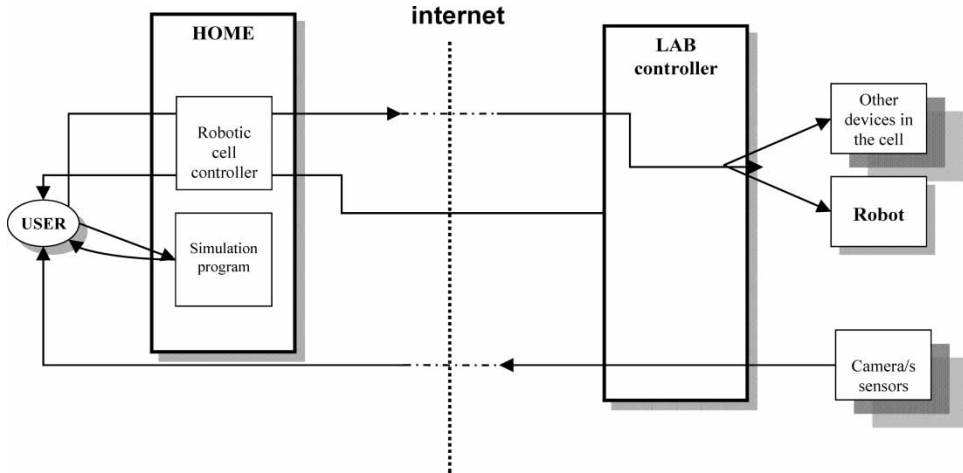 internet
HOME
LAB
controller
Robotic
cell
controller
Other
devices in
the cell
USER
Robot
Simulation
program
Camera/s
sensors